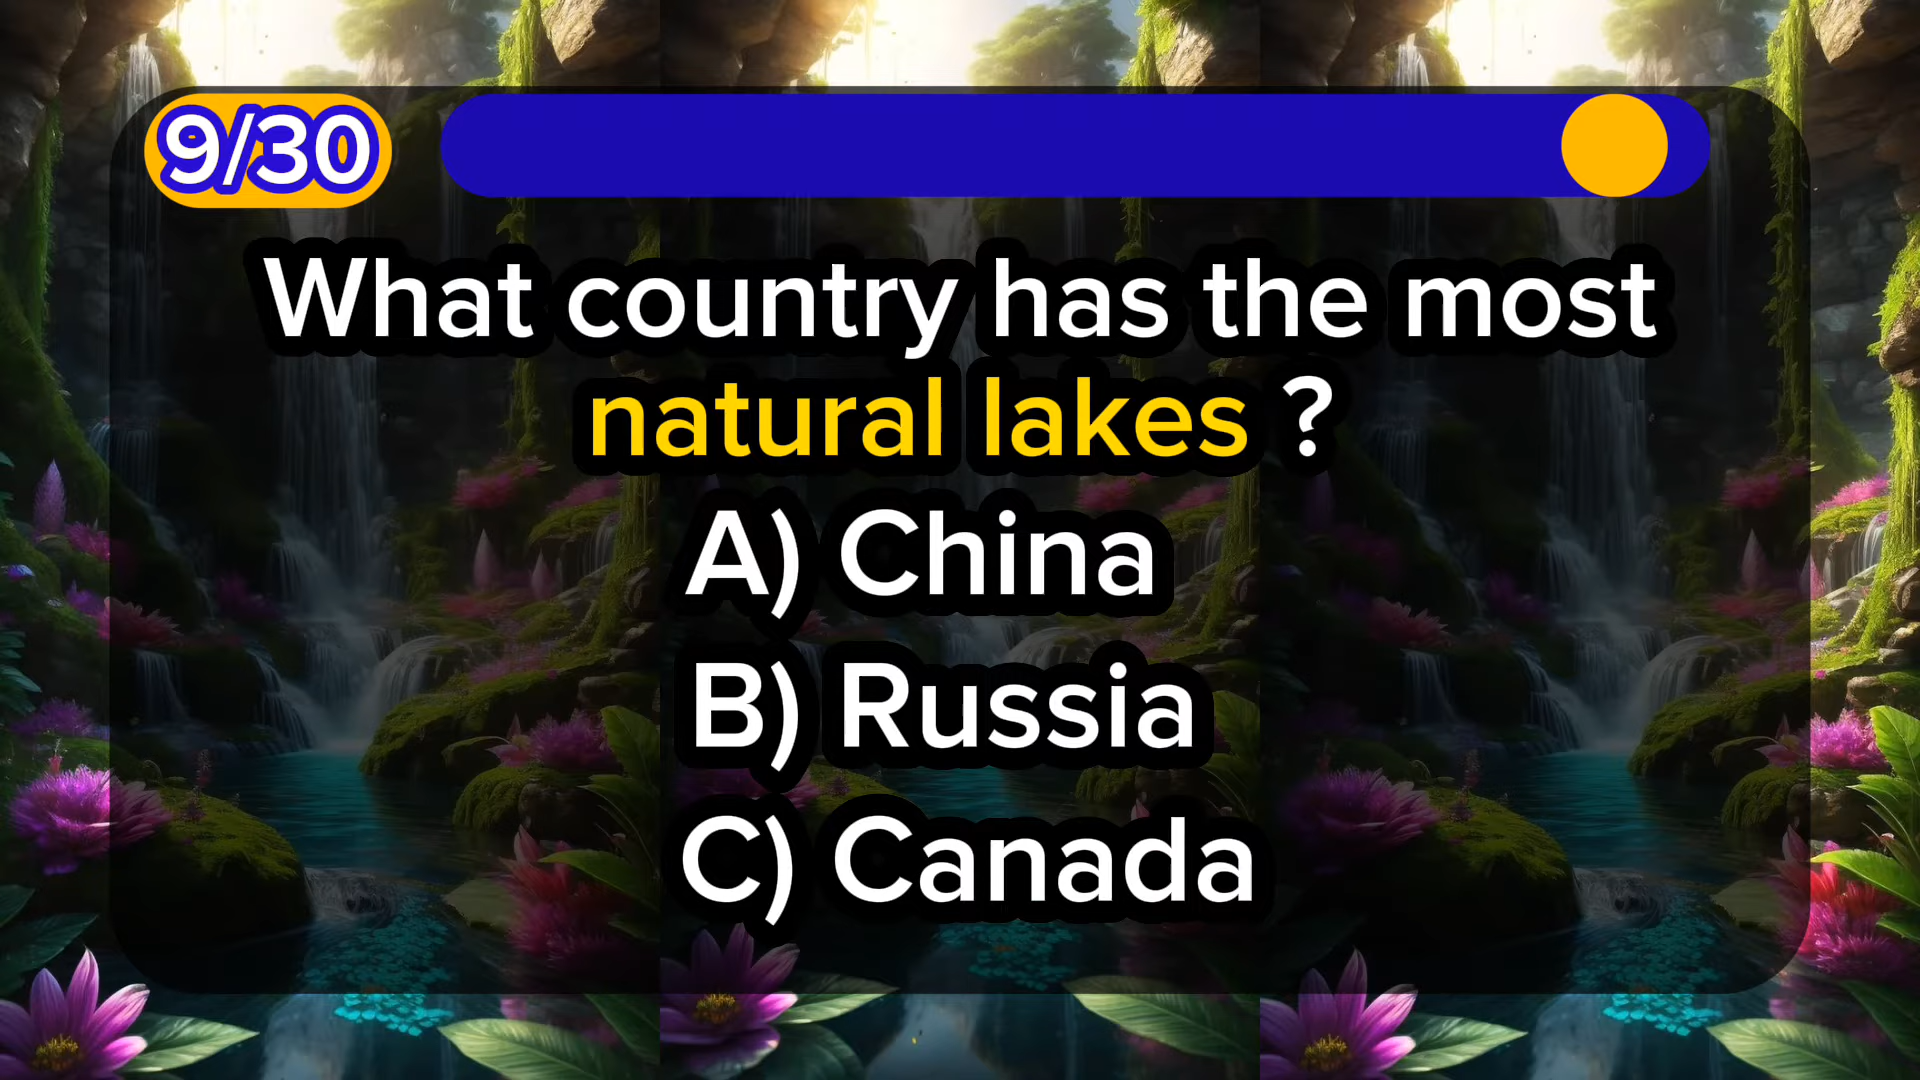 9/30
What country has the most
natural lakes ?
A) China
B) Russia
C) Canada